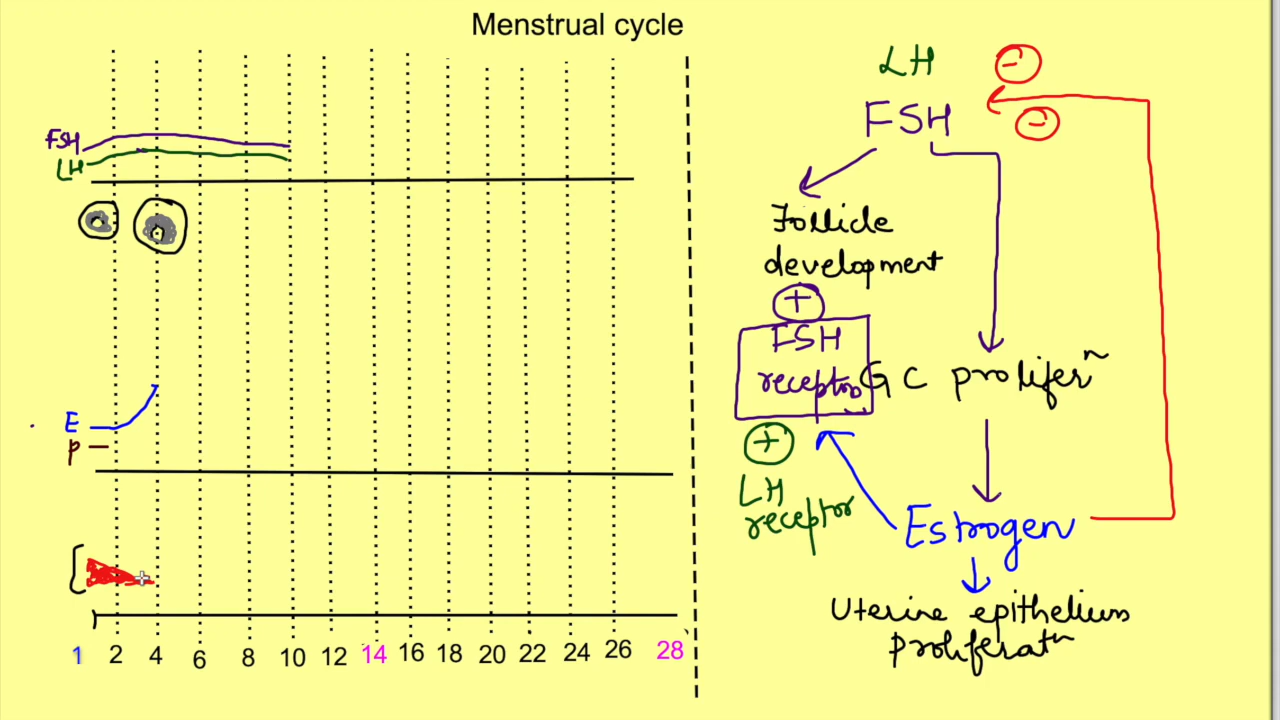 Menstrual cycle
FSH
LH
E
P
1 2 4 6 8 10 12 14 16 18 20 22 24 26 28
LH
-
FSH
-
Follicle
development
+
FSH
receptor
GC prolifer^n
+
LH
receptor
Estrogen
Uterine epithelium
proliferat^n